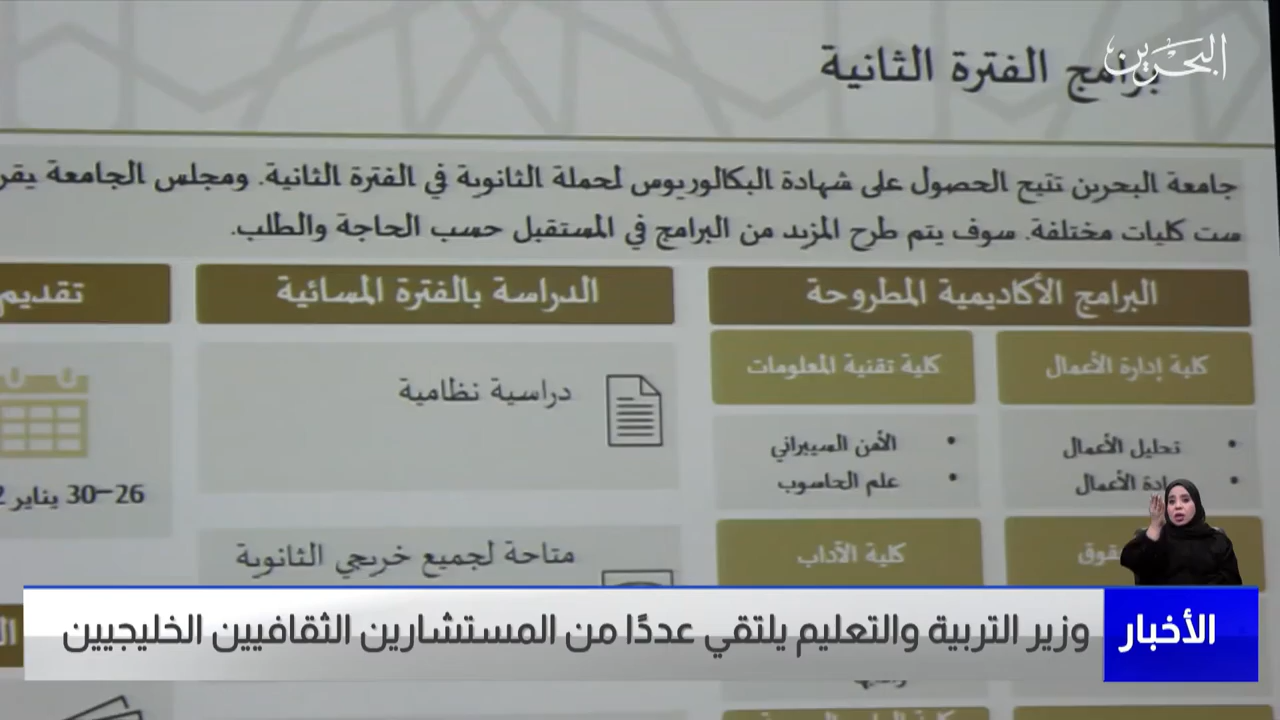 البحرين
برامج الفترة الثانية
جامعة البحرين تتيح الحصول على شهادة البكالوريوس لحملة الثانوية في الفترة الثانية. ومجلس الجامعة
ست كليات مختلفة. سوف يتم طرح المزيد من البرامج في المستقبل حسب الحاجة والطلب.
البرامج الأكاديمية المطروحة
الدراسة بالفترة المسائية
تقديم
كلية إدارة الأعمال
كلية تقنية المعلومات
دراسية نظامية
• تحليل الأعمال
• الأمن السيبراني
الأعمال
• علم الحاسوب
26–30 يناير
كلية الآداب
متاحة لجميع خريجي الثانوية
الأخبار
وزير التربية والتعليم يلتقي عددًا من المستشارين الثقافيين الخليجيين